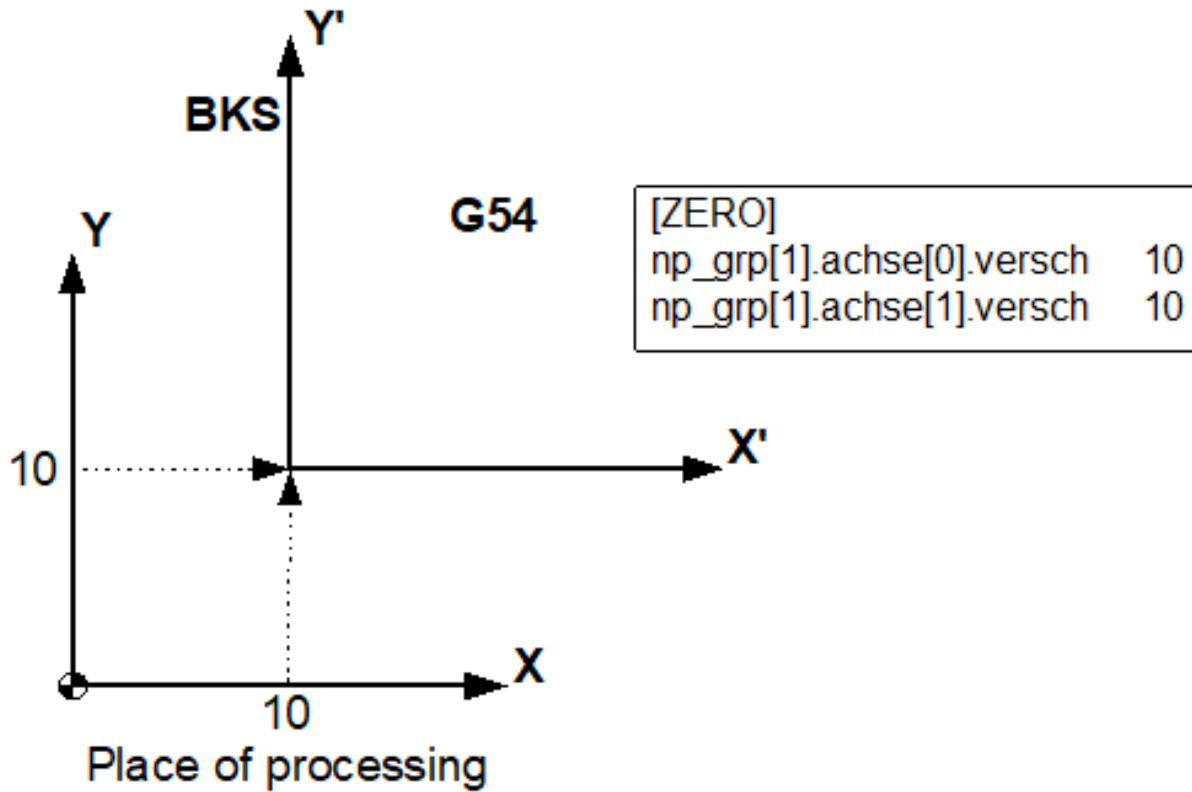 Y'
BKS
Y
G54
[ZERO]
np_grp[1].achse[0].versch 10
np_grp[1].achse[1].versch 10
10
X'
X
10
Place of processing